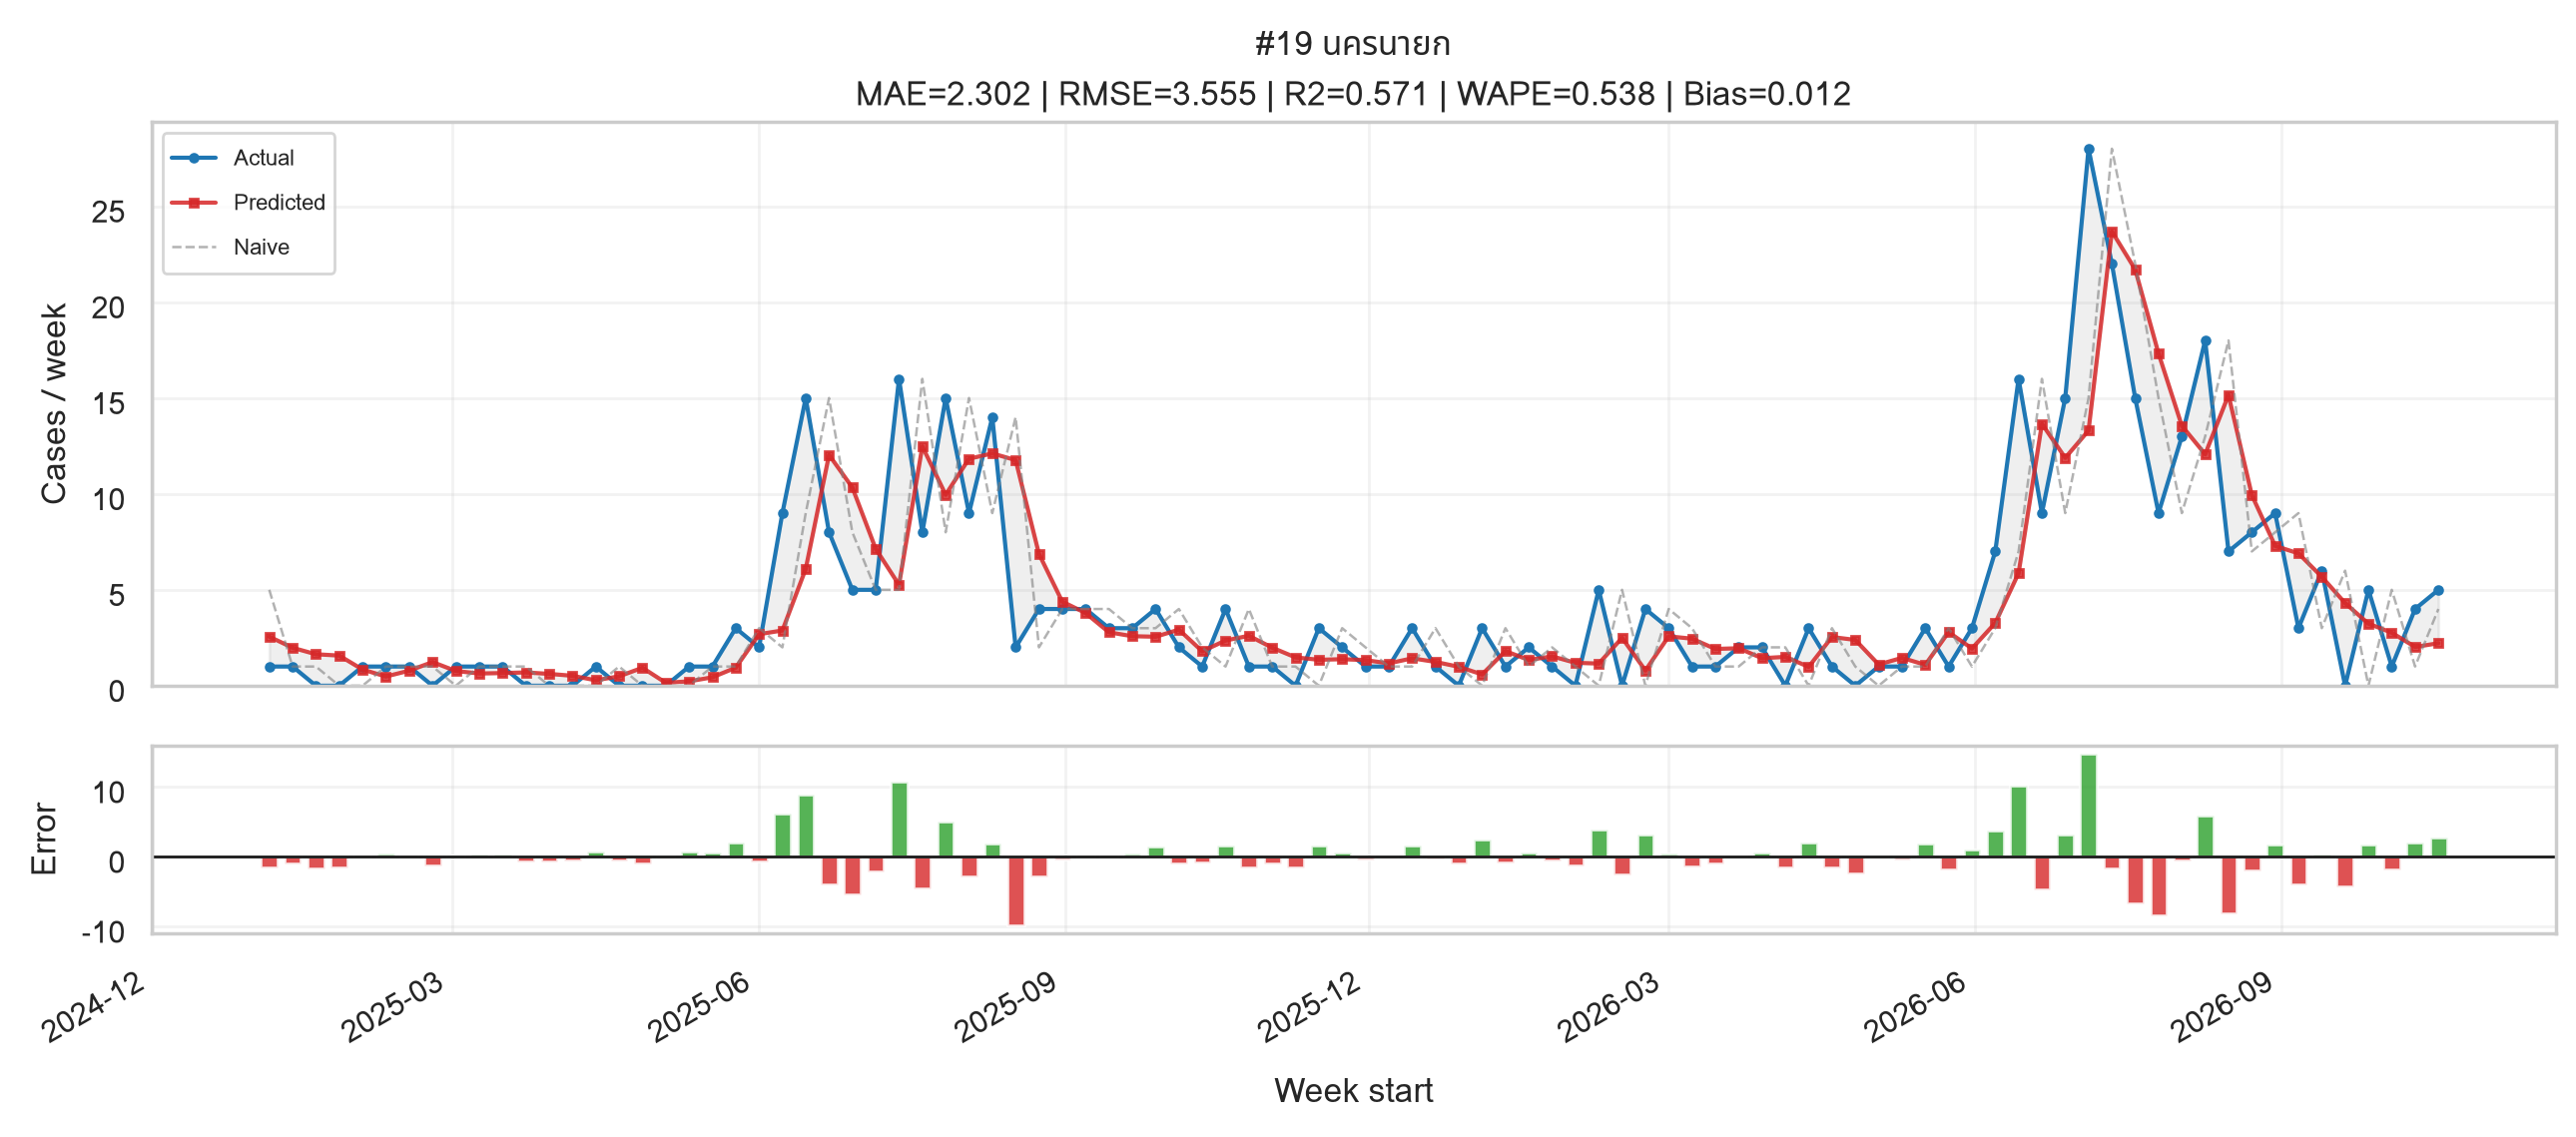 #19 นครนายก
MAE=2.302 | RMSE=3.555 | R2=0.571 | WAPE=0.538 | Bias=0.012
Actual
Predicted
Naive
Cases / week
25
20
15
10
5
0
Error
10
0
-10
2024-12
2025-03
2025-06
2025-09
2025-12
2026-03
2026-06
2026-09
Week start